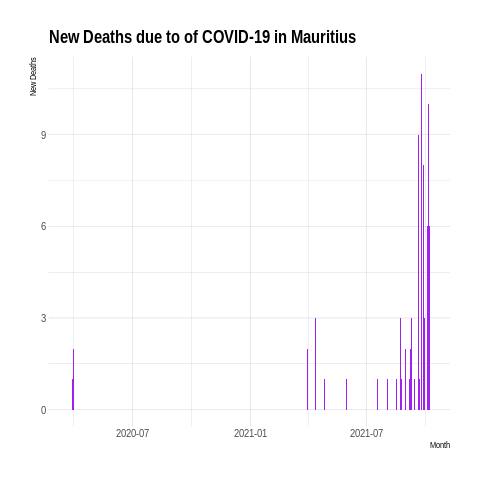 New Deaths due to of COVID-19 in Mauritius
New Deaths
9
6
3
0
2020-07
2021-01
2021-07
Month